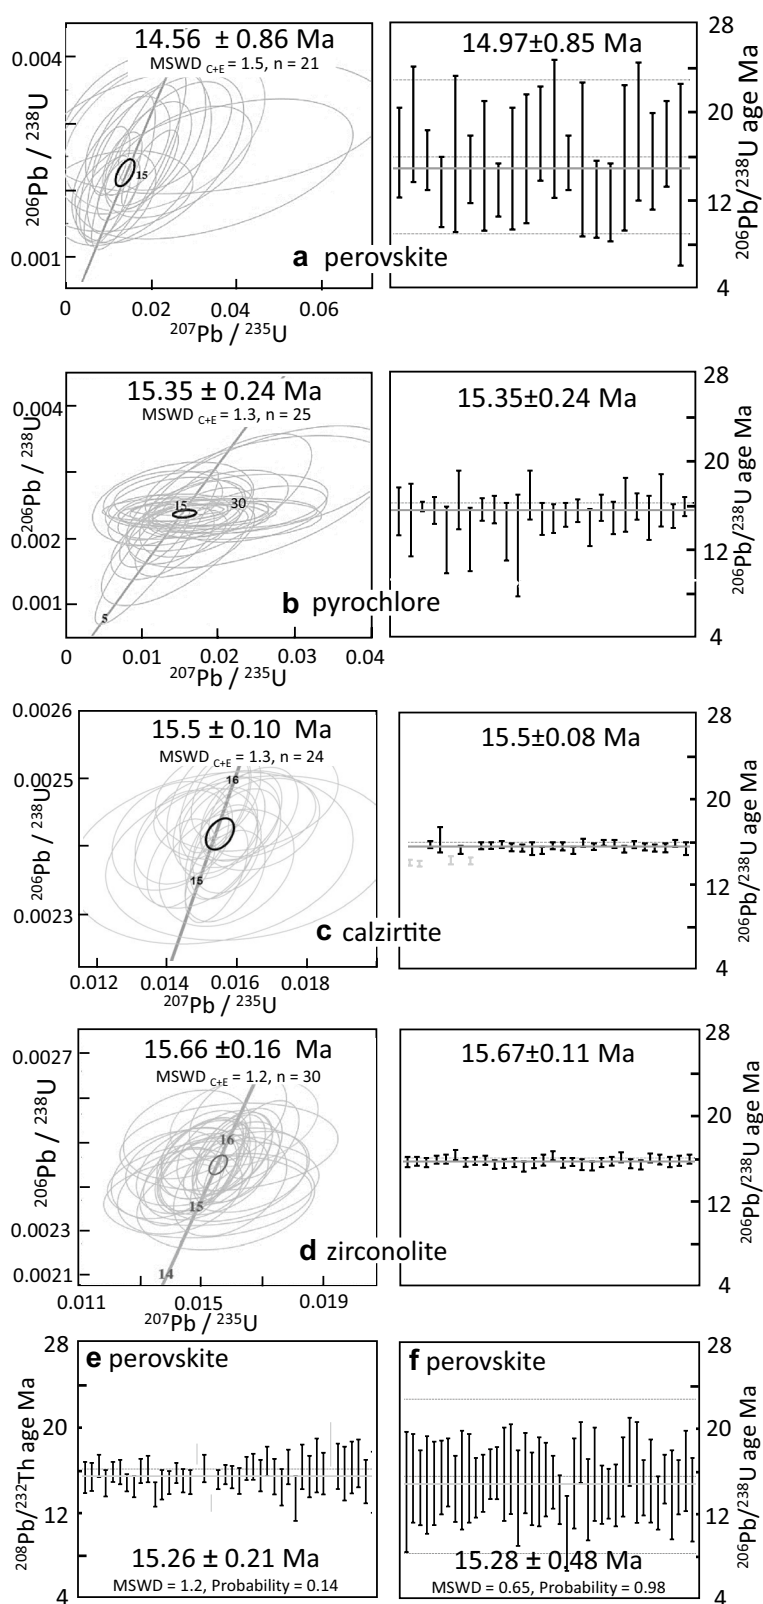 14.56 ± 0.86 Ma
MSWD C+E = 1.5, n = 21
0.004
0.001
206Pb / 238U
15
0 0.02 0.04 0.06
207Pb / 235U
a perovskite
14.97±0.85 Ma
28
20
12
4
206Pb/238U age Ma
15.35 ± 0.24 Ma
MSWD C+E = 1.3, n = 25
0.004
0.002
0.001
206Pb / 238U
15
30
5
0 0.01 0.02 0.03 0.04
207Pb / 235U
b pyrochlore
15.35±0.24 Ma
28
20
12
4
206Pb/238U age Ma
15.5 ± 0.10 Ma
MSWD C+E = 1.3, n = 24
0.0026
0.0025
0.0023
206Pb / 238U
16
15
0.012 0.014 0.016 0.018
207Pb / 235U
c calzirtite
15.5±0.08 Ma
28
20
12
4
206Pb/238U age Ma
15.66 ±0.16 Ma
MSWD C+E = 1.2, n = 30
0.0027
0.0023
0.0021
206Pb / 238U
16
15
14
0.011 0.015 0.019
207Pb / 235U
d zirconolite
15.67±0.11 Ma
28
20
12
4
206Pb/238U age Ma
e perovskite
28
20
12
4
208Pb/232Th age Ma
15.26 ± 0.21 Ma
MSWD = 1.2, Probability = 0.14
f perovskite
28
20
12
4
206Pb/238U age Ma
15.28 ± 0.48 Ma
MSWD = 0.65, Probability = 0.98